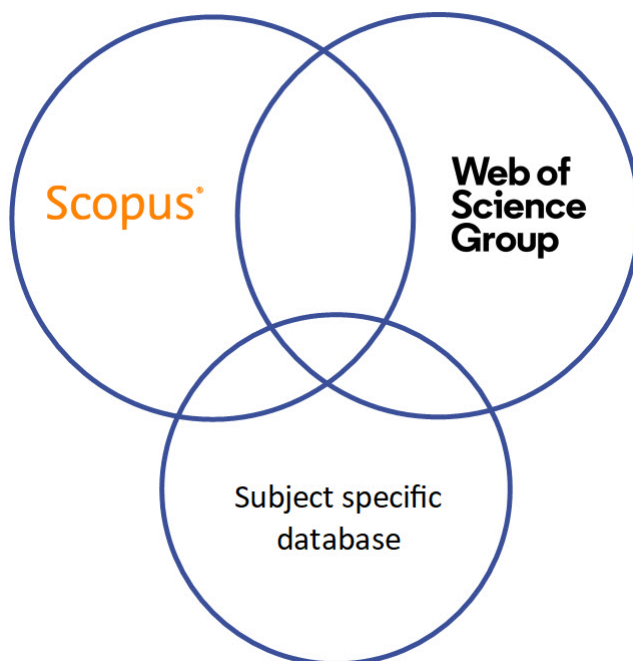 Scopus®
Web of
Science
Group
Subject specific
database